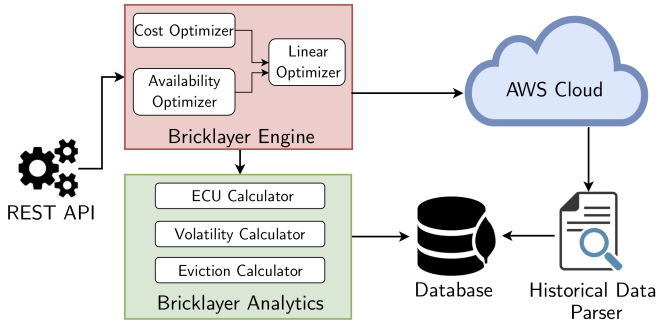 Cost Optimizer
Linear
Optimizer
Availability
Optimizer
Bricklayer Engine
AWS Cloud
REST API
ECU Calculator
Volatility Calculator
Eviction Calculator
Bricklayer Analytics
Database
Historical Data
Parser